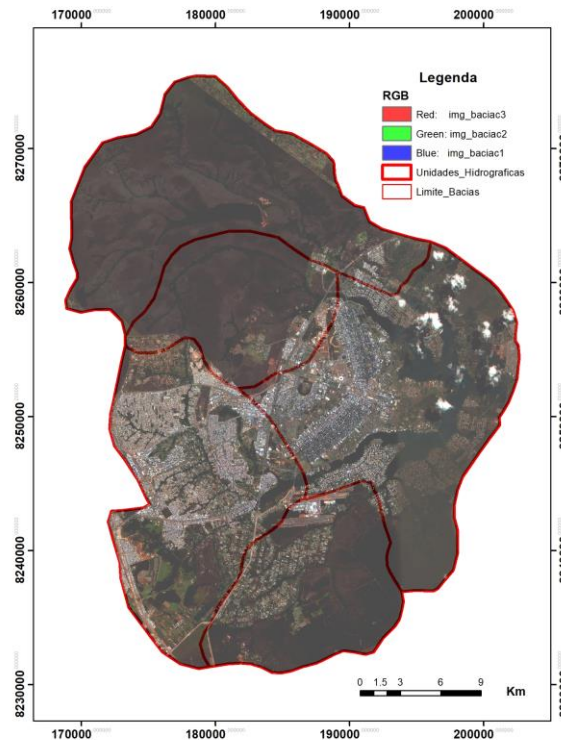 170000 180000 190000 200000
Legenda
RGB
Red: img_baciac3
Green: img_baciac2
Blue: img_baciac1
Unidades_Hidrograficas
Limite_Bacias
8270000
8260000
8250000
8240000
8230000
0 1.5 3 6 9
Km
170000 180000 190000 200000